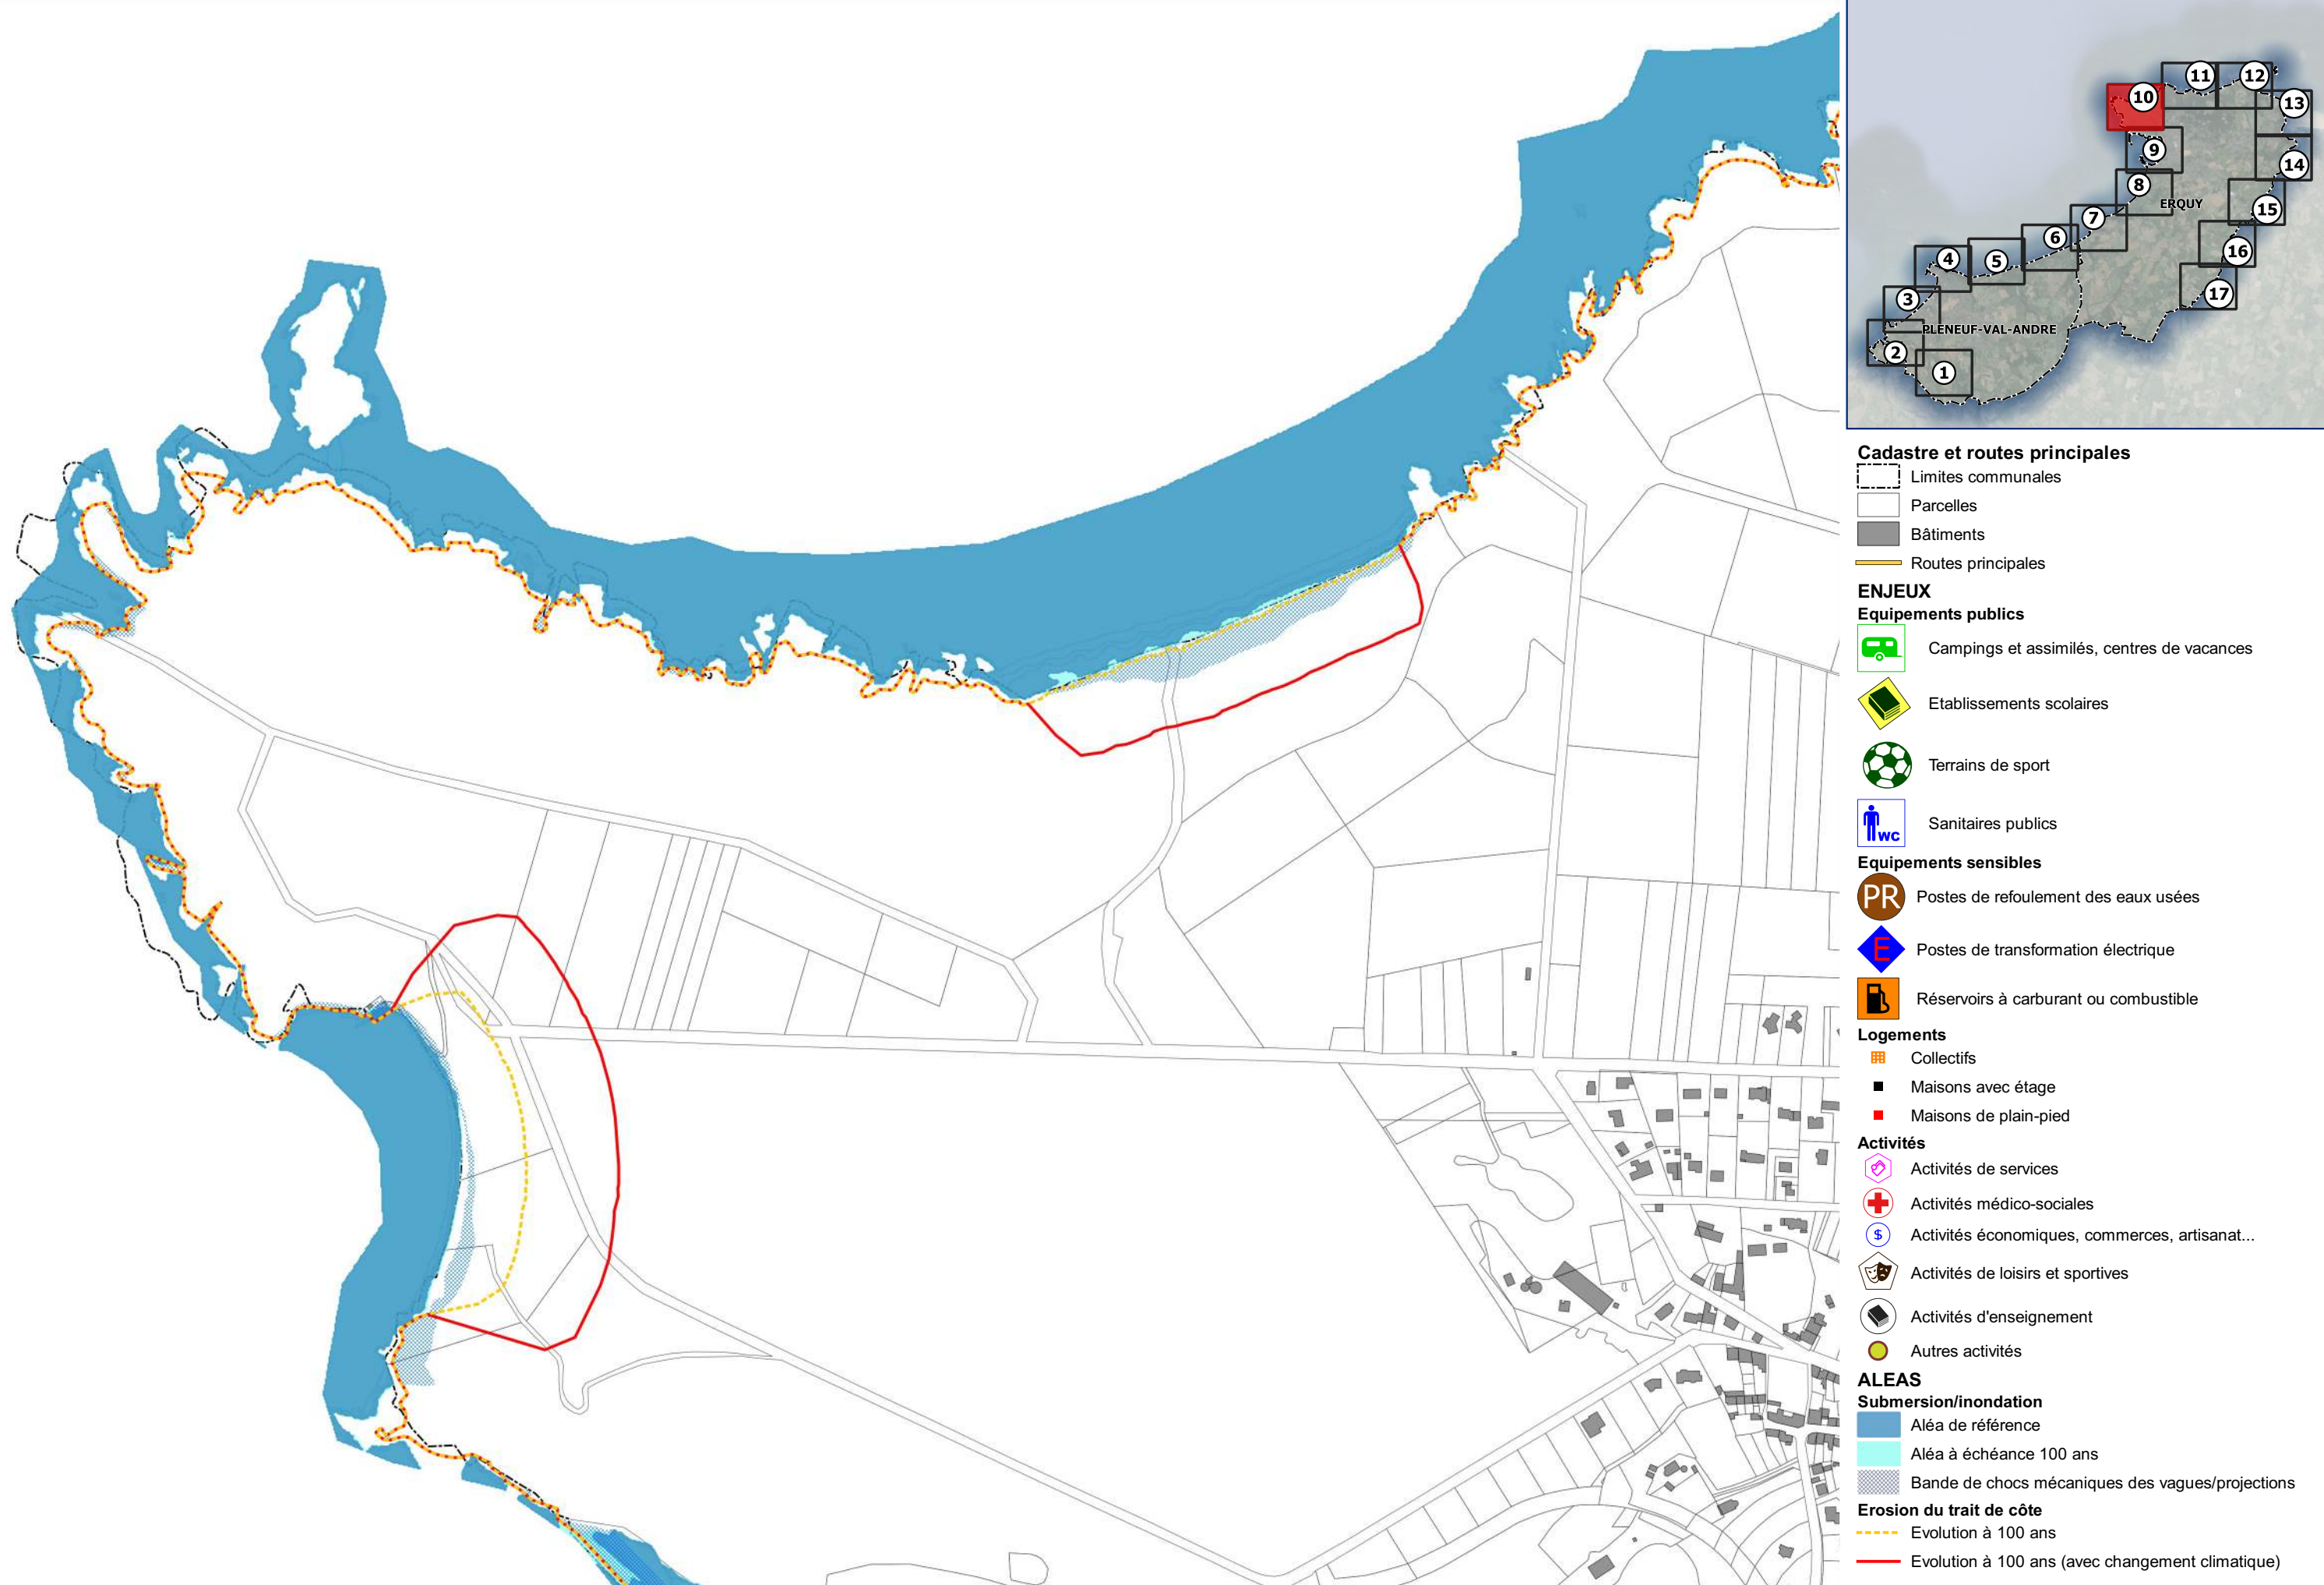 11
12
10
13
9
14
8
ERQUY
15
7
6
16
4
5
17
3
PLENEUF-VAL-ANDRE
2
1
Cadastre et routes principales
Limites communales
Parcelles
Bâtiments
Routes principales
ENJEUX
Equipements publics
Campings et assimilés, centres de vacances
Etablissements scolaires
Terrains de sport
WC
Sanitaires publics
Equipements sensibles
PR
Postes de refoulement des eaux usées
E
Postes de transformation électrique
Réservoirs à carburant ou combustible
Logements
Collectifs
Maisons avec étage
Maisons de plain-pied
Activités
Activités de services
Activités médico-sociales
$
Activités économiques, commerces, artisanat...
Activités de loisirs et sportives
Activités d'enseignement
Autres activités
ALEAS
Submersion/inondation
Aléa de référence
Aléa à échéance 100 ans
Bande de chocs mécaniques des vagues/projections
Erosion du trait de côte
Evolution à 100 ans
Evolution à 100 ans (avec changement climatique)